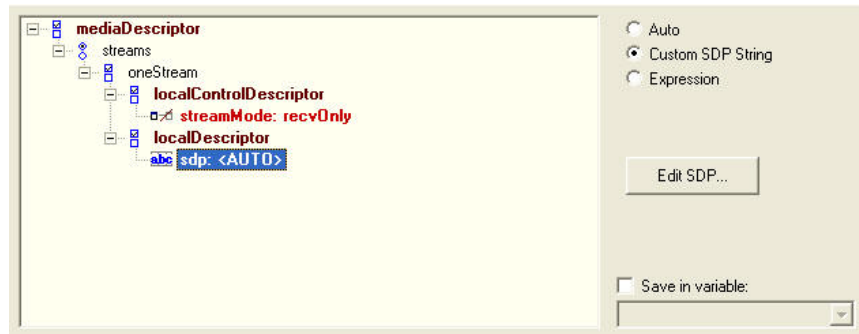 mediaDescriptor
streams
oneStream
localControlDescriptor
streamMode: recvOnly
localDescriptor
abc sdp: <AUTO>
Auto
Custom SDP String
Expression
Edit SDP...
Save in variable: